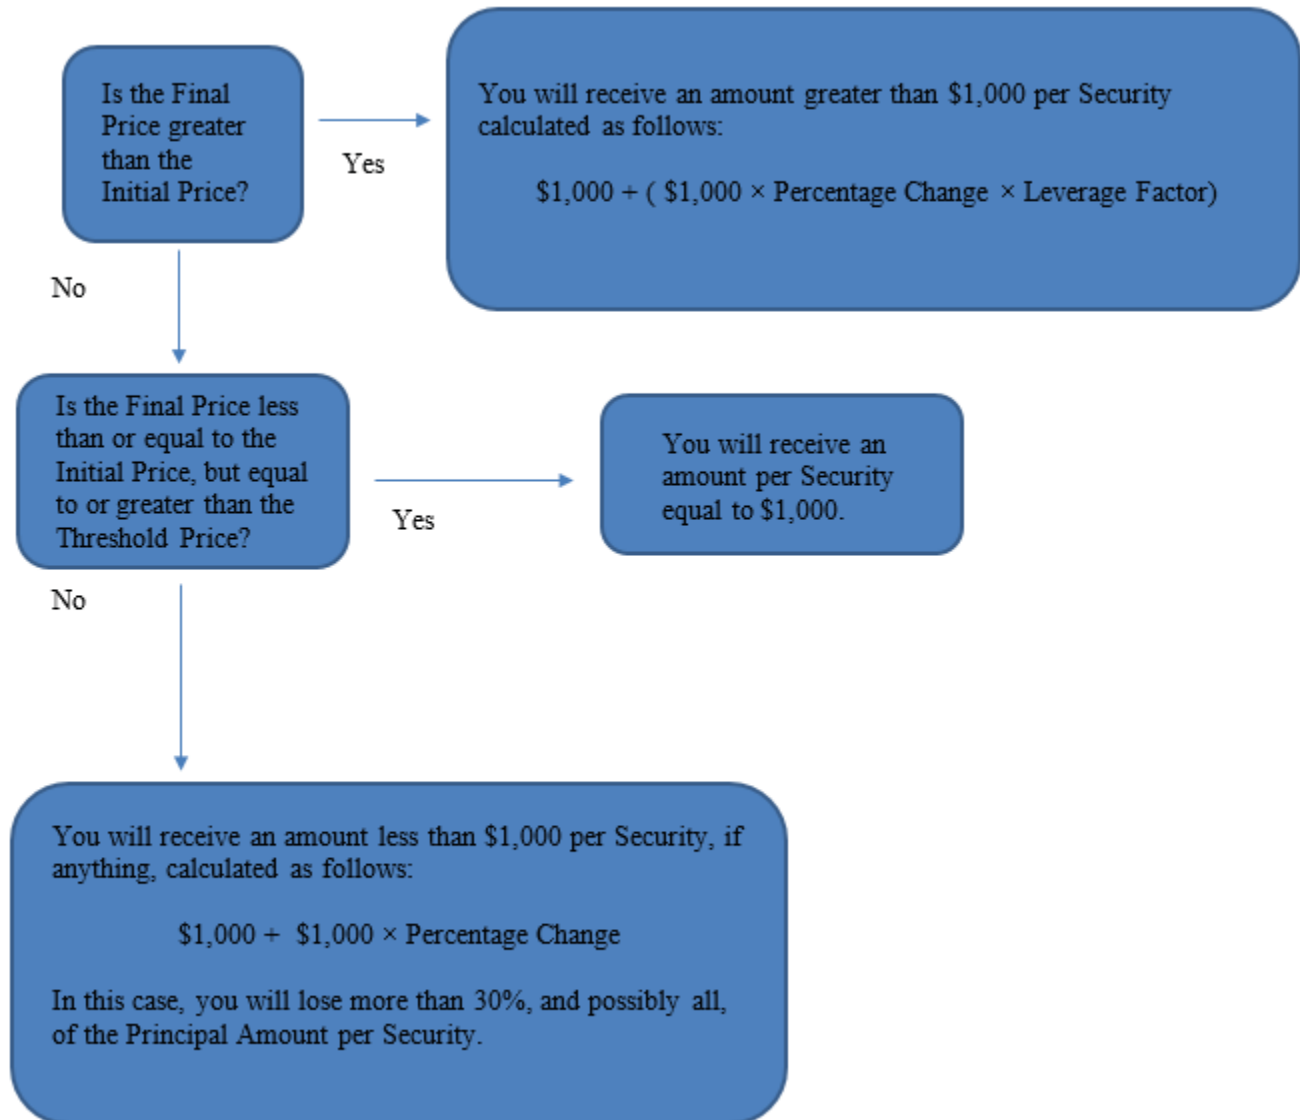 Is the Final
Price greater
than the
Initial Price?
Yes
You will receive an amount greater than $1,000 per Security
calculated as follows:
$1,000 + ( $1,000 × Percentage Change × Leverage Factor)
No
Is the Final Price less
than or equal to the
Initial Price, but equal
to or greater than the
Threshold Price?
Yes
You will receive an
amount per Security
equal to $1,000.
No
You will receive an amount less than $1,000 per Security, if
anything, calculated as follows:
$1,000 + $1,000 × Percentage Change
In this case, you will lose more than 30%, and possibly all,
of the Principal Amount per Security.